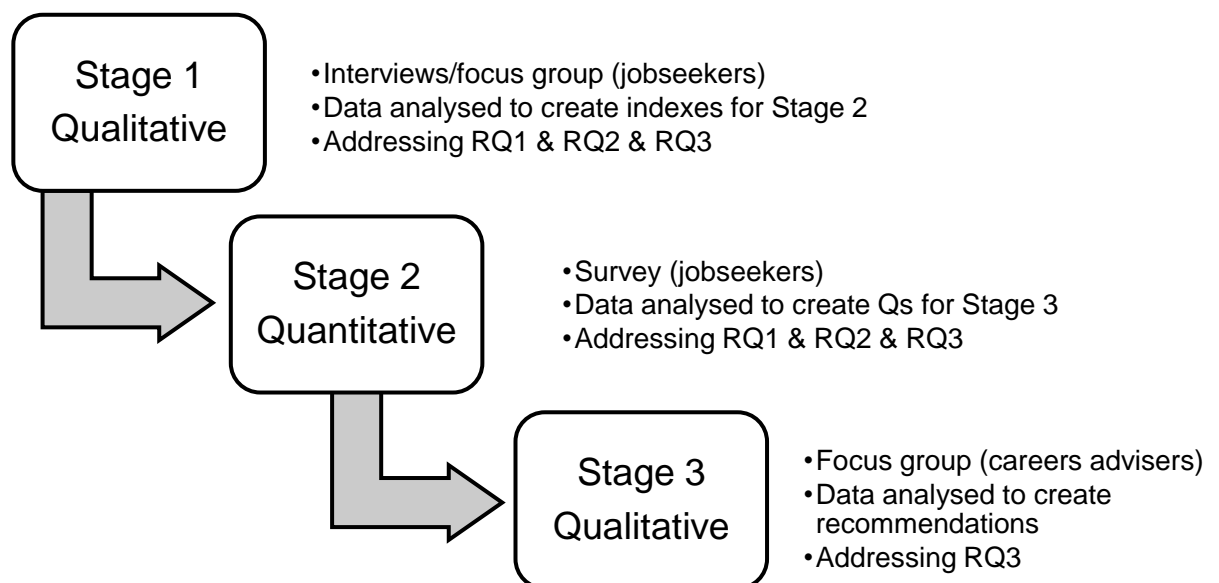 Stage 1
Qualitative
•Interviews/focus group (jobseekers)
•Data analysed to create indexes for Stage 2
•Addressing RQ1 & RQ2 & RQ3
Stage 2
Quantitative
•Survey (jobseekers)
•Data analysed to create Qs for Stage 3
•Addressing RQ1 & RQ2 & RQ3
Stage 3
Qualitative
•Focus group (careers advisers)
•Data analysed to create
recommendations
•Addressing RQ3